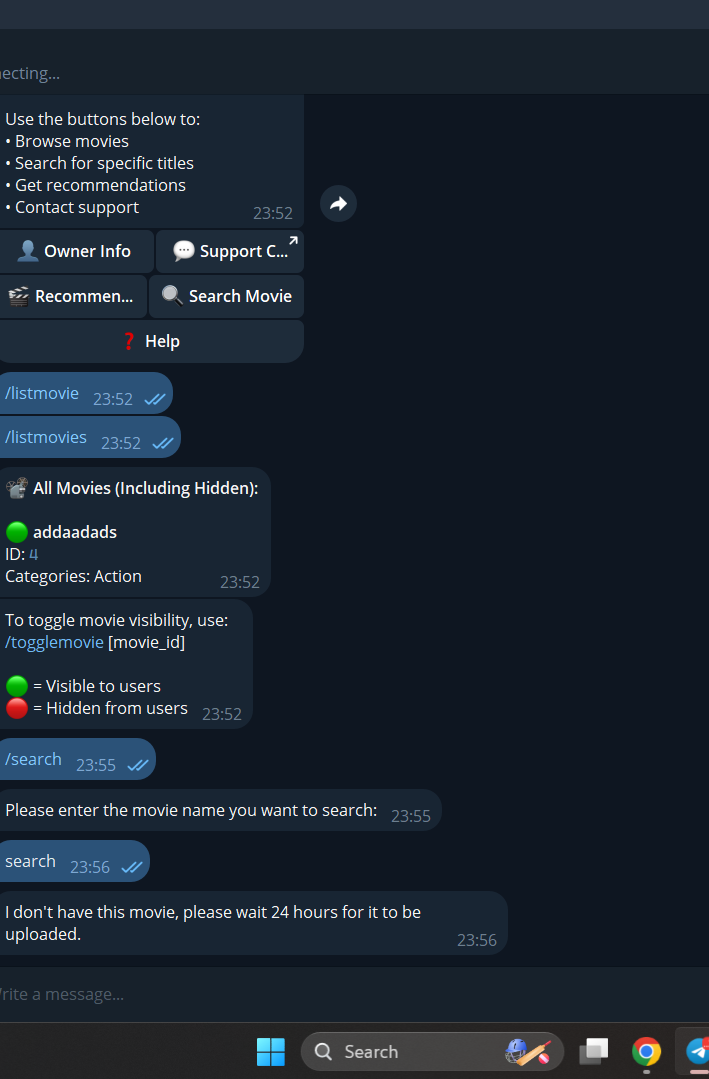 ecting...
Use the buttons below to:
• Browse movies
• Search for specific titles
• Get recommendations
• Contact support
23:52
Owner Info
Support C...
Recommen...
Search Movie
Help
/listmovie 23:52
/listmovies 23:52
All Movies (Including Hidden):
addaadads
ID: 4
Categories: Action 23:52
To toggle movie visibility, use:
/togglemovie [movie_id]
= Visible to users
= Hidden from users 23:52
/search 23:55
Please enter the movie name you want to search: 23:55
search 23:56
I don't have this movie, please wait 24 hours for it to be
uploaded. 23:56
rite a message...
Search